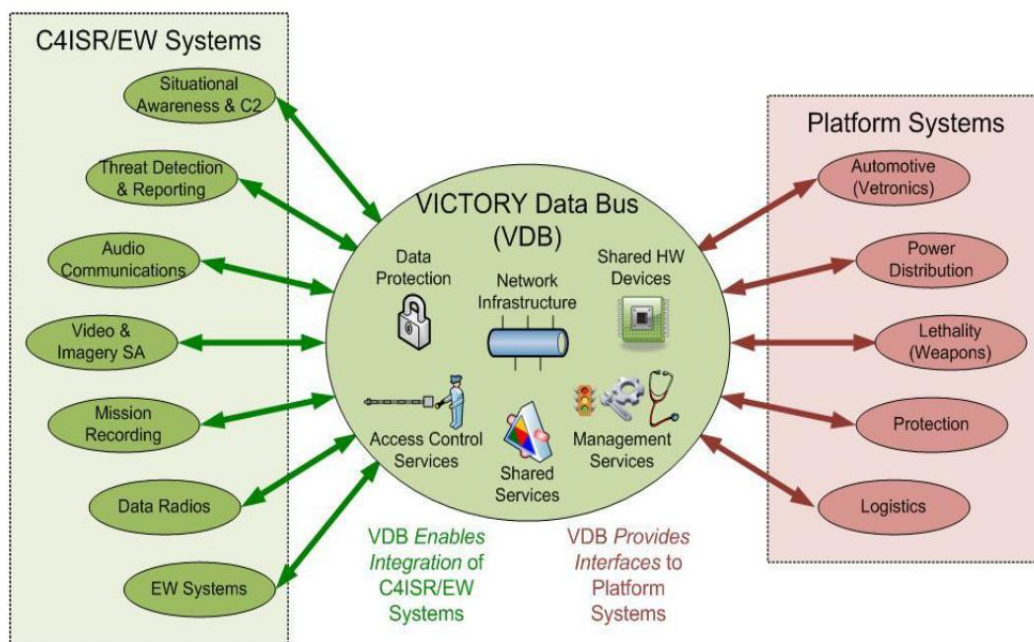 C4ISR/EW Systems
Situational
Awareness & C2
Threat Detection
& Reporting
Audio
Communications
Video &
Imagery SA
Mission
Recording
Data Radios
EW Systems
VICTORY Data Bus
(VDB)
Data
Protection
Network
Infrastructure
Shared HW
Devices
Access Control
Services
Shared
Services
Management
Services
VDB Enables
Integration of
C4ISR/EW
Systems
VDB Provides
Interfaces to
Platform
Systems
Platform Systems
Automotive
(Vetronics)
Power
Distribution
Lethality
(Weapons)
Protection
Logistics